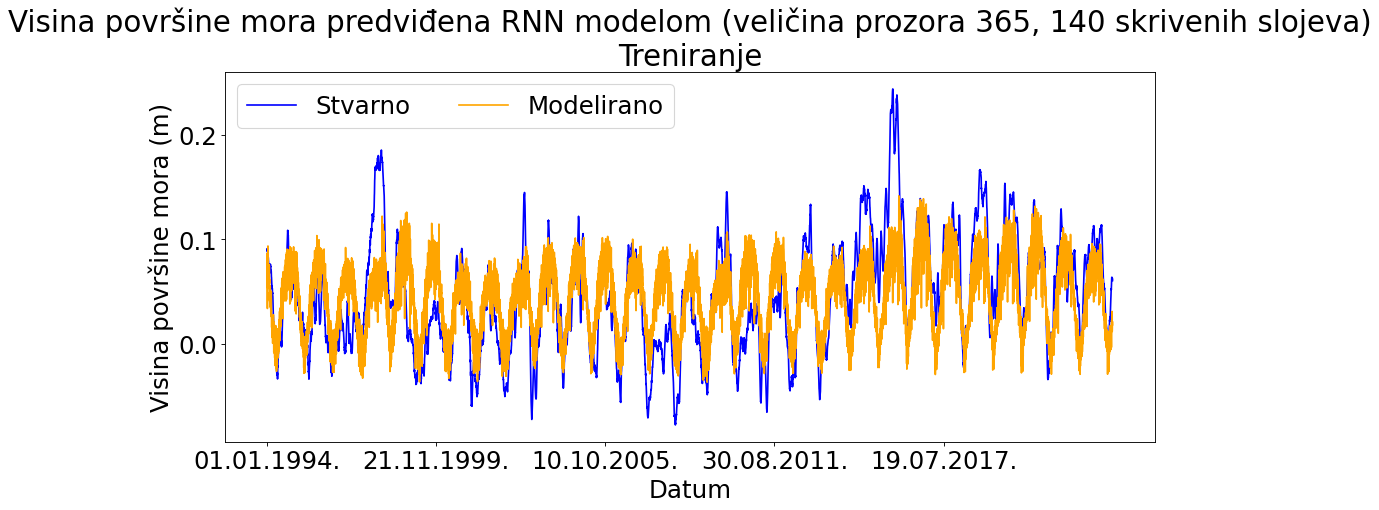 Visina površine mora predviđena RNN modelom (veličina prozora 365, 140 skrivenih slojeva)
Treniranje
Stvarno
Modelirano
Visina površine mora (m)
0.2
0.1
0.0
01.01.1994.
21.11.1999.
10.10.2005.
30.08.2011.
19.07.2017.
Datum